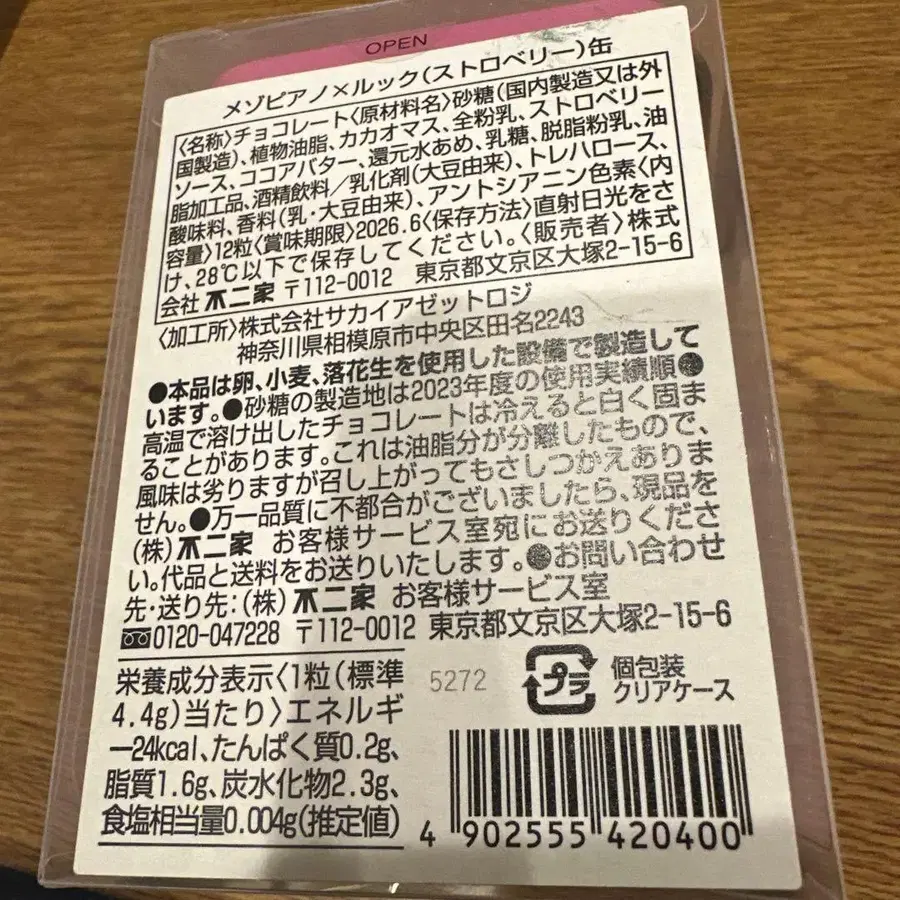 OPEN
メゾピアノ×ルック(ストロベリー)缶
〈名称〉チョコレート〈原材料名〉砂糖(国内製造又は外
国製造)、植物油脂、カカオマス、全粉乳、ストロベリー
ソース、ココアバター、還元水あめ、乳糖、脱脂粉乳、油
脂加工品、酒精飲料/乳化剤(大豆由来)、トレハロース、
酸味料、香料(乳・大豆由来)、アントシアニン色素〈内
容量〉12粒〈賞味期限〉2026.6〈保存方法〉直射日光をさ
け、28℃以下で保存してください。〈販売者〉株式
会社 不二家 〒112-0012 東京都文京区大塚2-15-6
〈加工所〉株式会社サカイアゼットロジ
神奈川県相模原市中央区田名2243
●本品は卵、小麦、落花生を使用した設備で製造して
います。●砂糖の製造地は2023年度の使用実績順●
高温で溶け出したチョコレートは冷えると白く固ま
ることがあります。これは油脂分が分離したもので、
風味は劣りますが召し上がってもさしつかえありま
せん。●万一品質に不都合がございましたら、現品を
(株)不二家 お客様サービス室宛にお送りくださ
い。代品と送料をお送りいたします。●お問い合わせ
先・送り先:(株)不二家 お客様サービス室
0120-047228 〒112-0012 東京都文京区大塚2-15-6
栄養成分表示〈1粒(標準
4.4g)当たり〉エネルギ
ー24kcal、たんぱく質0.2g、
脂質1.6g、炭水化物2.3g、
食塩相当量0.004g(推定値)
5272
プラ
個包装
クリアケース
4 902555 420400